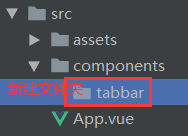 src
assets
components
新建文件夹 tabbar
App.vue